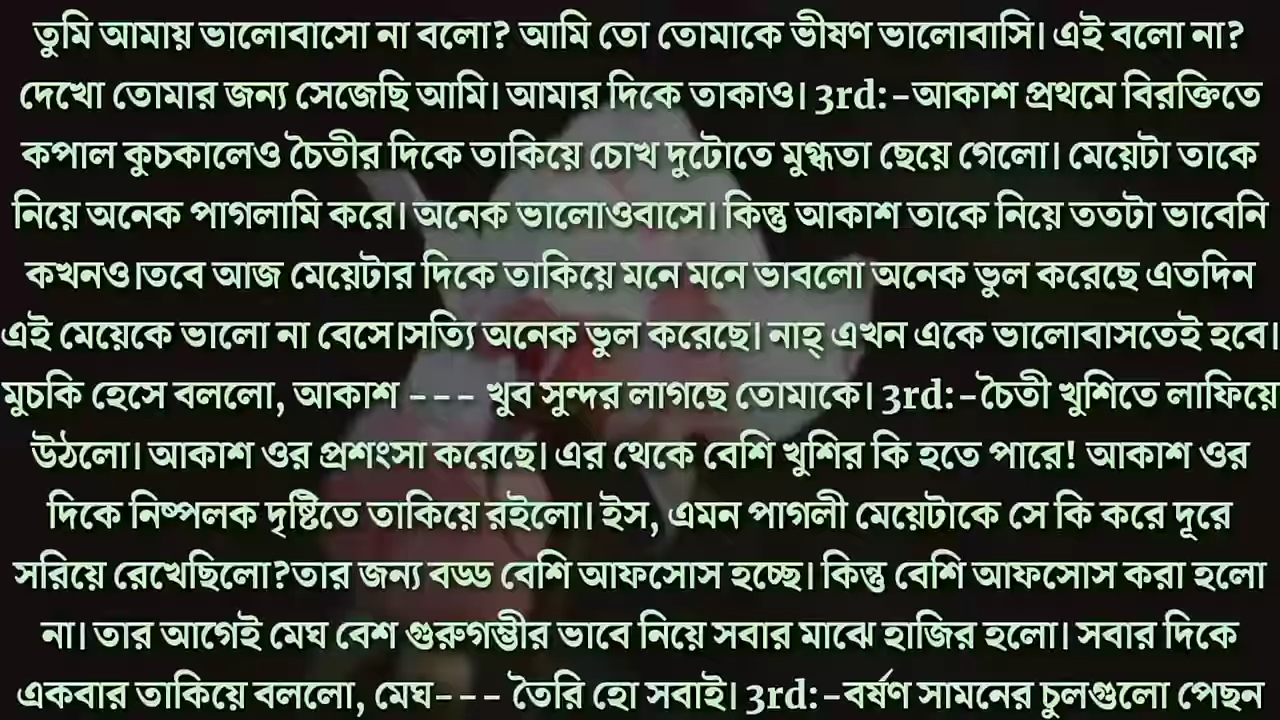 তুমি আমায় ভালোবাসো না বলো? আমি তো তোমাকে ভীষণ ভালোবাসি। এই বলো না?
দেখো তোমার জন্য সেজেছি আমি। আমার দিকে তাকাও। 3rd:-আকাশ প্রথমে বিরক্তিতে
কপাল কুচকালেও চৈতীর দিকে তাকিয়ে চোখ দুটোতে মুগ্ধতা ছেয়ে গেলো। মেয়েটা তাকে
নিয়ে অনেক পাগলামি করে। অনেক ভালোওবাসে। কিন্তু আকাশ তাকে নিয়ে ততটা ভাবেনি
কখনও।তবে আজ মেয়েটার দিকে তাকিয়ে মনে মনে ভাবলো অনেক ভুল করেছে এতদিন
এই মেয়েকে ভালো না বেসে।সত্যি অনেক ভুল করেছে। নাহ্ এখন একে ভালোবাসতেই হবে।
মুচকি হেসে বললো, আকাশ --- খুব সুন্দর লাগছে তোমাকে। 3rd:-চৈতী খুশিতে লাফিয়ে
উঠলো। আকাশ ওর প্রশংসা করেছে। এর থেকে বেশি খুশির কি হতে পারে! আকাশ ওর
দিকে নিষ্পলক দৃষ্টিতে তাকিয়ে রইলো। ইস, এমন পাগলী মেয়েটাকে সে কি করে দূরে
সরিয়ে রেখেছিলো?তার জন্য বড্ড বেশি আফসোস হচ্ছে। কিন্তু বেশি আফসোস করা হলো
না। তার আগেই মেঘ বেশ গুরুগম্ভীর ভাবে নিয়ে সবার মাঝে হাজির হলো। সবার দিকে
একবার তাকিয়ে বললো, মেঘ--- তৈরি হো সবাই। 3rd:-বর্ষণ সামনের চুলগুলো পেছন